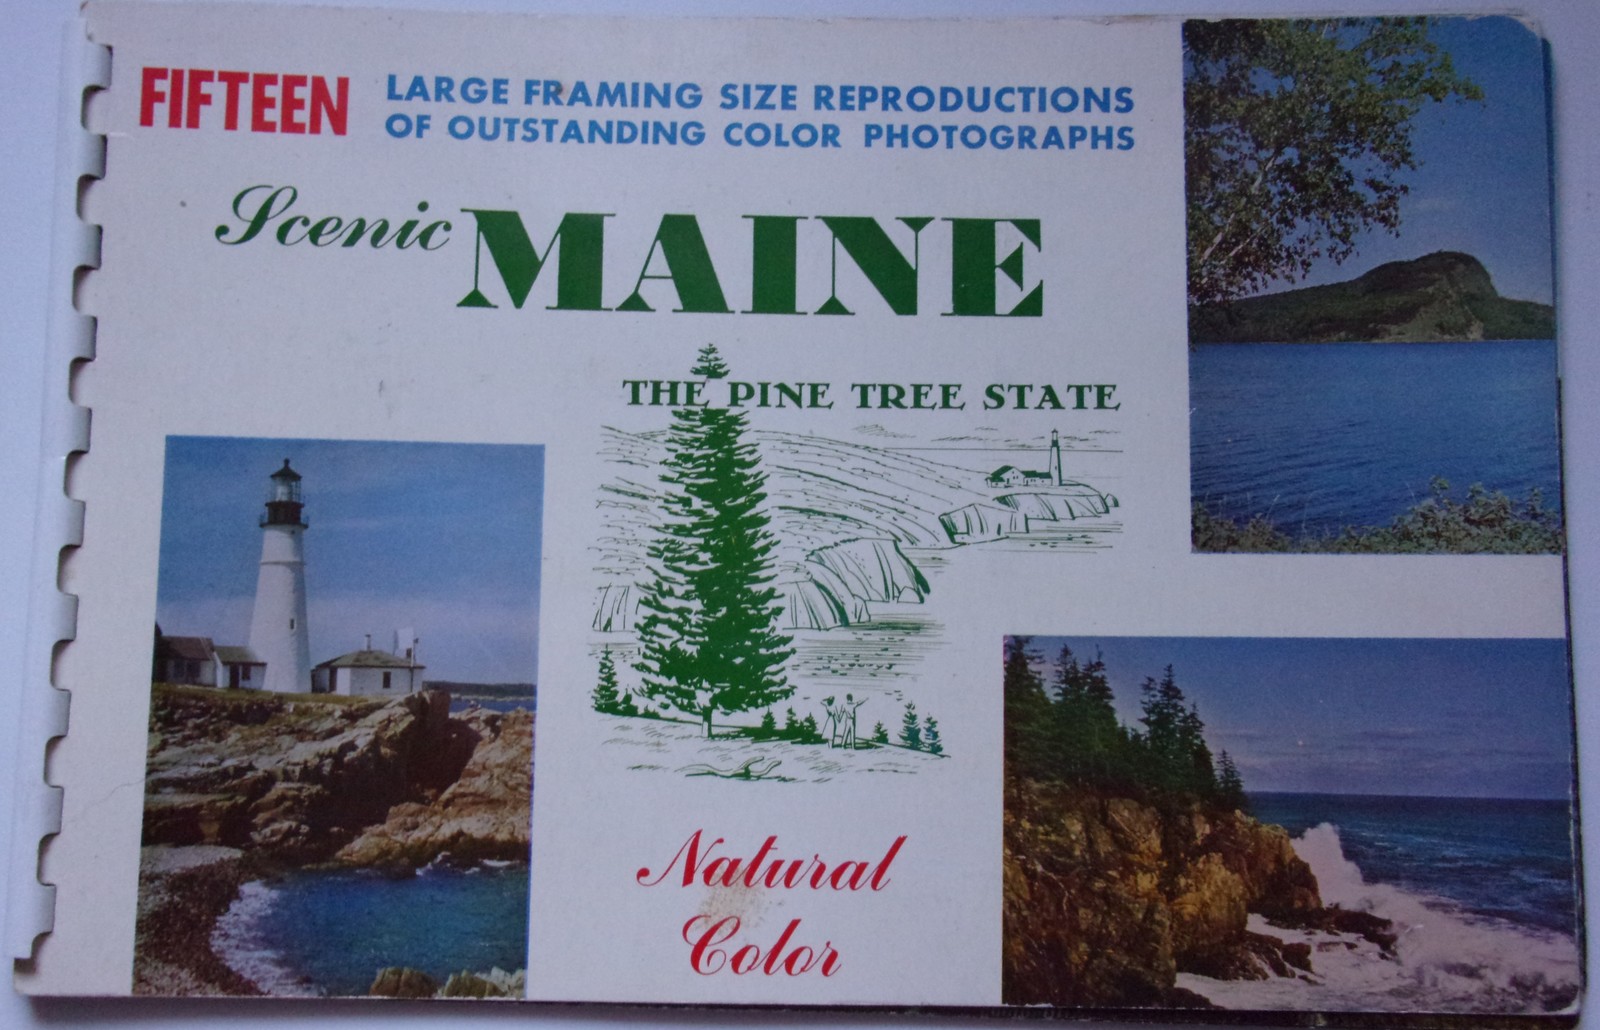 FIFTEEN
LARGE FRAMING SIZE REPRODUCTIONS
OF OUTSTANDING COLOR PHOTOGRAPHS
Scenic MAINE
THE PINE TREE STATE
Natural
Color